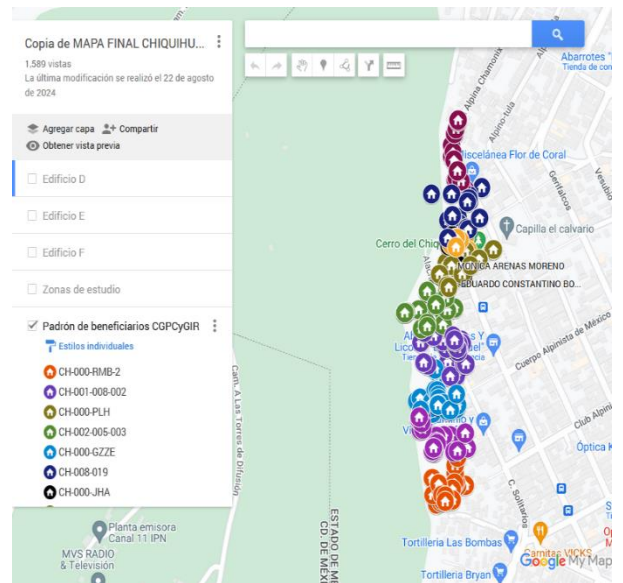 Copia de MAPA FINAL CHIQUIHU...
1,589 vistas
La última modificación se realizó el 22 de agosto
de 2024
Agregar capa
Compartir
Obtener vista previa
Edificio D
Edificio E
Edificio F
Zonas de estudio
Padrón de beneficiarios CGPCyGIR
Estilos individuales
CH-000-RMB-2
CH-001-008-002
CH-000-PLH
CH-002-005-003
CH-000-GZZE
CH-008-019
CH-000-JHA
Planta emisora
Canal 11 IPN
MVS RADIO
& Televisión
Cam. A Las Torres de Difusión
ESTADO DE M
CD. DE MÉXI
Alpina Chamonix
Alpino-tula
Abarrotes
Tienda de con
Miscelánea Flor de Coral
Gerifalcos
Vesubio
Capilla el calvario
Cerro del Chiq
MONICA ARENAS MORENO
EDUARDO CONSTANTINO BO...
Cuerpo Alpinista de México
Club Alpin
Óptica
C. Solitarios
Tortilleria Las Bombas
Carnitas VICKS
Tortilleria Bryan
Google My Map